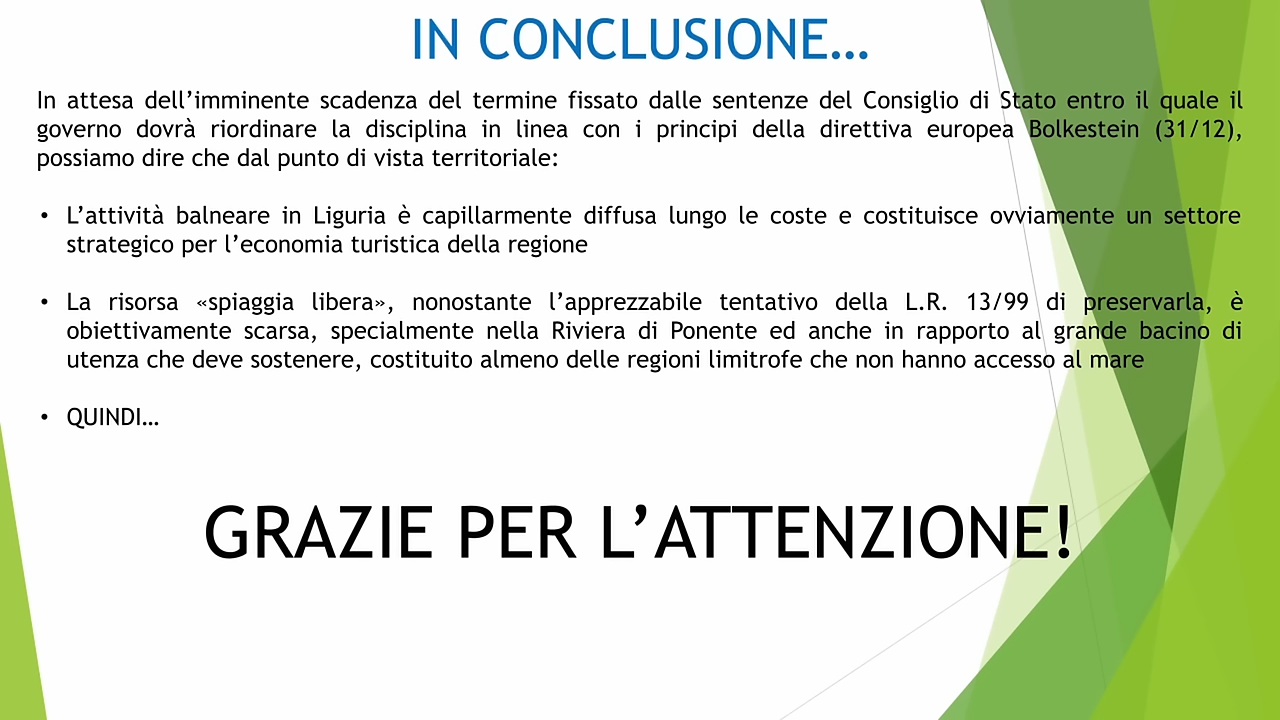 IN CONCLUSIONE…
In attesa dell’imminente scadenza del termine fissato dalle sentenze del Consiglio di Stato entro il quale il
governo dovrà riordinare la disciplina in linea con i principi della direttiva europea Bolkestein (31/12),
possiamo dire che dal punto di vista territoriale:
• L’attività balneare in Liguria è capillarmente diffusa lungo le coste e costituisce ovviamente un settore
strategico per l’economia turistica della regione
• La risorsa «spiaggia libera», nonostante l’apprezzabile tentativo della L.R. 13/99 di preservarla, è
obiettivamente scarsa, specialmente nella Riviera di Ponente ed anche in rapporto al grande bacino di
utenza che deve sostenere, costituito almeno delle regioni limitrofe che non hanno accesso al mare
• QUINDI…
GRAZIE PER L’ATTENZIONE!